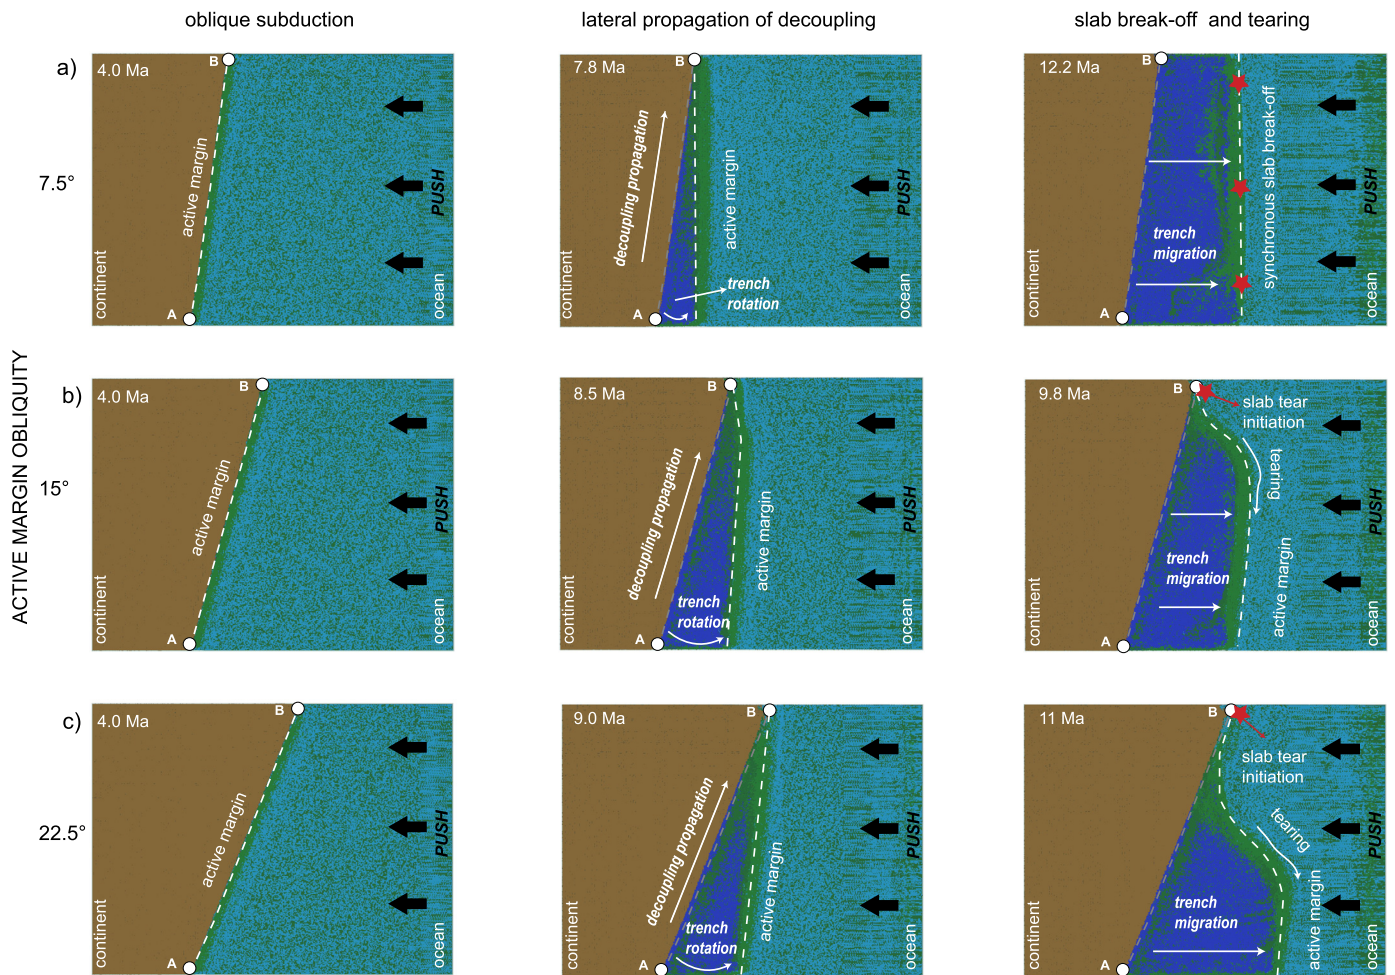 oblique subduction
lateral propagation of decoupling
slab break-off and tearing
ACTIVE MARGIN OBLIQUITY
a)
7.5°
4.0 Ma
B
active margin
A
continent
PUSH
ocean
7.8 Ma
B
decoupling propagation
active margin
trench
rotation
A
continent
PUSH
ocean
12.2 Ma
B
synchronous slab break-off
trench
migration
A
continent
PUSH
ocean
b)
15°
4.0 Ma
B
active margin
A
continent
PUSH
ocean
8.5 Ma
B
decoupling propagation
active margin
trench
rotation
A
continent
PUSH
ocean
9.8 Ma
B
slab tear
initiation
tearing
trench
migration
active margin
A
continent
PUSH
ocean
c)
22.5°
4.0 Ma
B
active margin
A
continent
PUSH
ocean
9.0 Ma
B
decoupling propagation
active margin
trench
rotation
A
continent
PUSH
ocean
11 Ma
B
slab tear
initiation
tearing
trench
migration
active margin
A
continent
PUSH
ocean